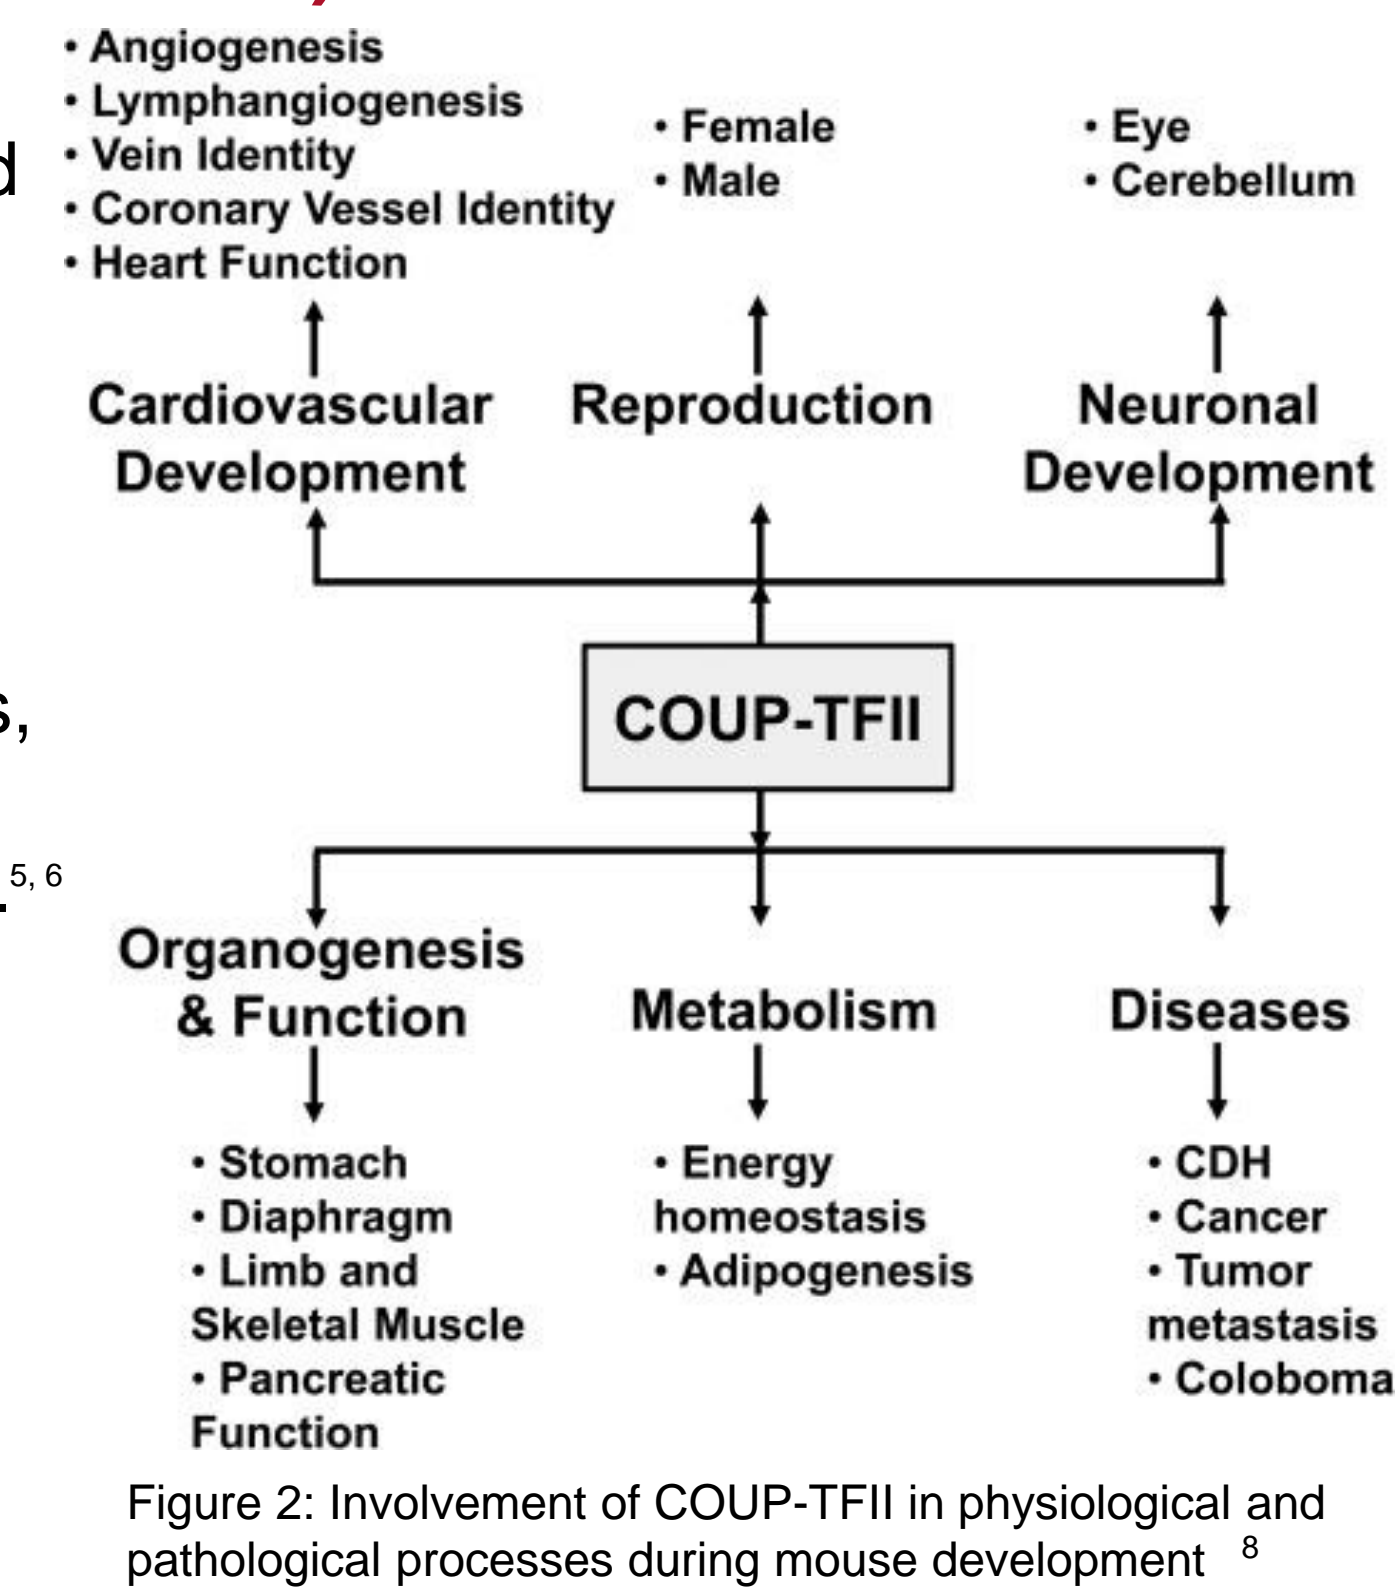 • Angiogenesis
• Lymphangiogenesis
• Vein Identity
• Coronary Vessel Identity
• Heart Function
• Female
• Male
• Eye
• Cerebellum
Cardiovascular
Development
Reproduction
Neuronal
Development
COUP-TFII
Organogenesis
& Function
Metabolism
Diseases
• Stomach
• Diaphragm
• Limb and
Skeletal Muscle
• Pancreatic
Function
• Energy
homeostasis
• Adipogenesis
• CDH
• Cancer
• Tumor
metastasis
• Coloboma
d
s,
5, 6
Figure 2: Involvement of COUP-TFII in physiological and
pathological processes during mouse development 8